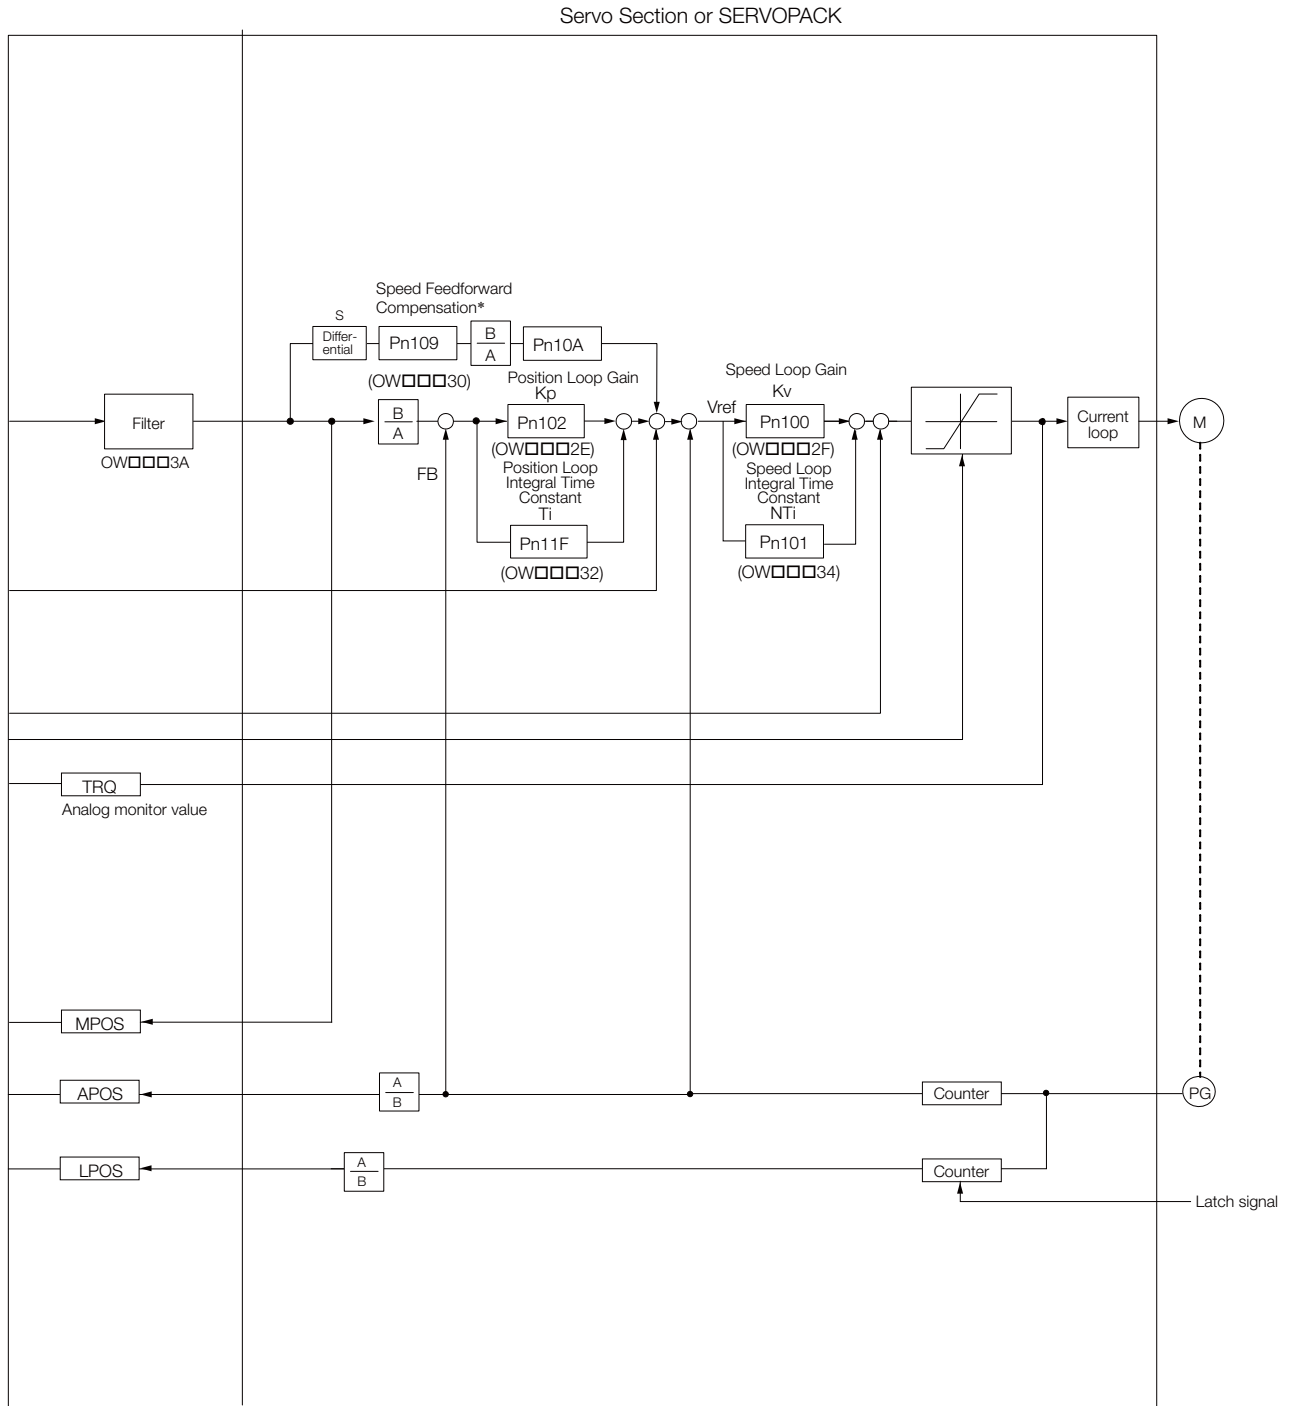 Servo Section or SERVOPACK
Speed Feedforward
Compensation*
S
Differ-
ential
Pn109
B
A
Pn10A
(OW□□□30)
Position Loop Gain
Kp
Speed Loop Gain
Kv
Filter
OW□□□3A
B
A
FB
Pn102
(OW□□□2E)
Position Loop
Integral Time
Constant
Ti
Pn11F
(OW□□□32)
Vref
Pn100
(OW□□□2F)
Speed Loop
Integral Time
Constant
NTi
Pn101
(OW□□□34)
Current
loop
M
TRQ
Analog monitor value
MPOS
APOS
A
B
Counter
PG
LPOS
A
B
Counter
Latch signal